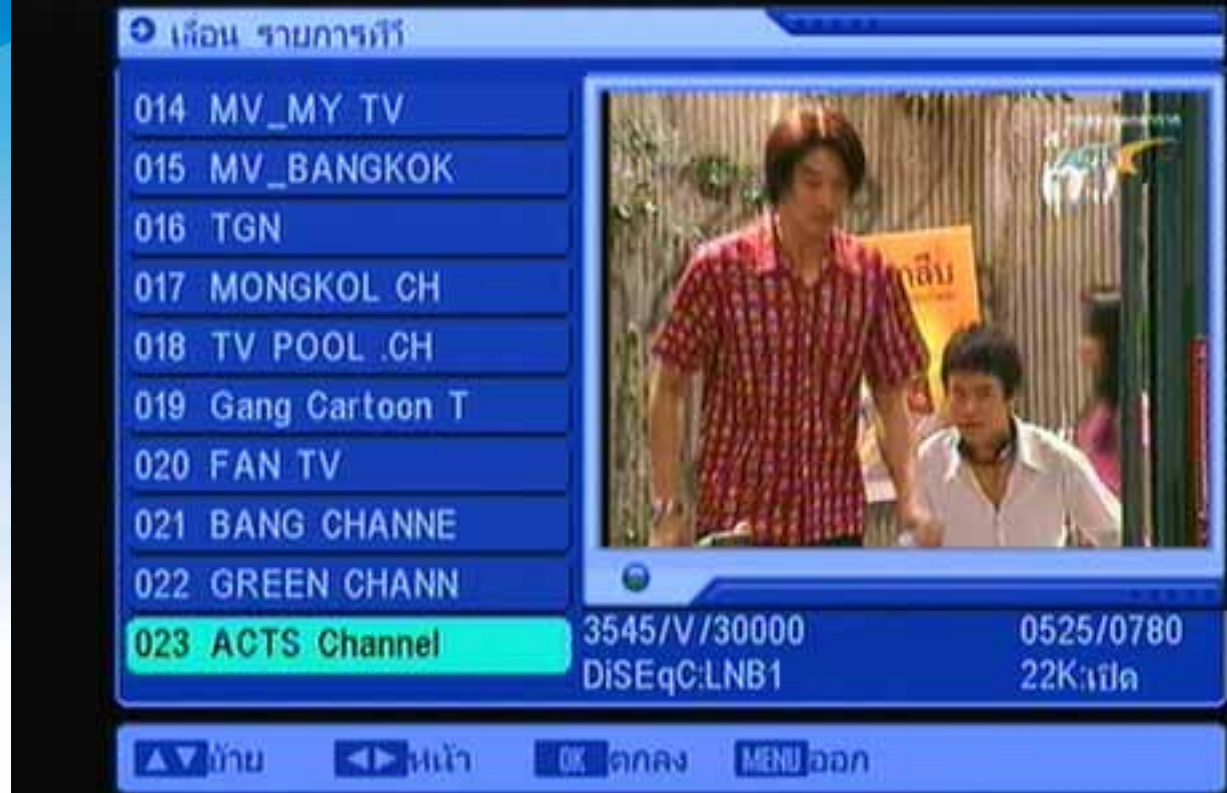 เลื่อน รายการทีวี
014 MV_MY TV
015 MV_BANGKOK
016 TGN
017 MONGKOL CH
018 TV POOL .CH
019 Gang Cartoon T
020 FAN TV
021 BANG CHANNE
022 GREEN CHANN
023 ACTS Channel
3545/V/30000 0525/0780
DiSEqC:LNB1 22K:เปิด
ย้าย หน้า OK ตกลง MENU ออก